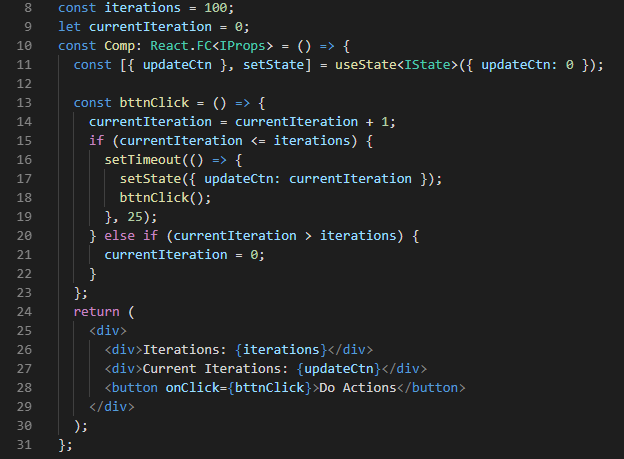 8 const iterations = 100;
9 let currentIteration = 0;
10 const Comp: React.FC<IProps> = () => {
11   const [{ updateCtn }, setState] = useState<IState>({ updateCtn: 0 });
12
13   const bttnClick = () => {
14     currentIteration = currentIteration + 1;
15     if (currentIteration <= iterations) {
16       setTimeout(() => {
17         setState({ updateCtn: currentIteration });
18         bttnClick();
19       }, 25);
20     } else if (currentIteration > iterations) {
21       currentIteration = 0;
22     }
23   };
24   return (
25     <div>
26       <div>Iterations: {iterations}</div>
27       <div>Current Iterations: {updateCtn}</div>
28       <button onClick={bttnClick}>Do Actions</button>
29     </div>
30   );
31 };